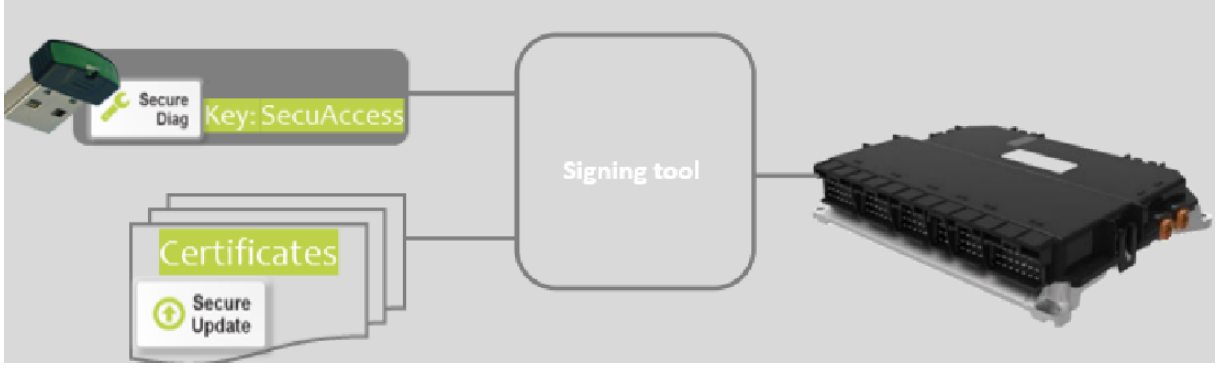 Secure
Diag
Key: SecuAccess
Signing tool
Certificates
Secure
Update